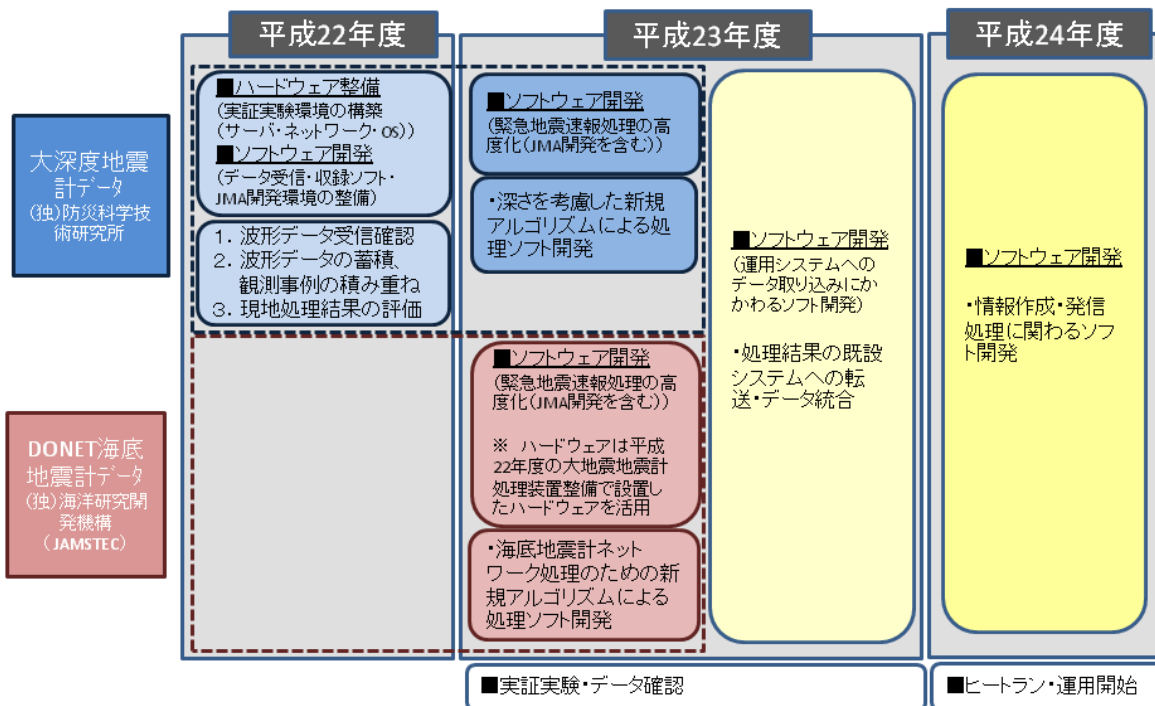 平成22年度
平成23年度
平成24年度
大深度地震
計データ
(独)防災科学技
術研究所
■ハードウェア整備
(実証実験環境の構築
(サーバ・ネットワーク・OS))
■ソフトウェア開発
(データ受信・収録ソフト・
JMA開発環境の整備)
1. 波形データ受信確認
2. 波形データの蓄積、
観測事例の積み重ね
3. 現地処理結果の評価
■ソフトウェア開発
(緊急地震速報処理の高
度化(JMA開発を含む))
・深さを考慮した新規
アルゴリズムによる処
理ソフト開発
DONET海底
地震計データ
(独)海洋研究開
発機構
(JAMSTEC)
■ソフトウェア開発
(緊急地震速報処理の高
度化(JMA開発を含む))
※ ハードウェアは平成
22年度の大地震地震計
処理装置整備で設置し
たハードウェアを活用
・海底地震計ネット
ワーク処理のための新
規アルゴリズムによる
処理ソフト開発
■ソフトウェア開発
(運用システムへの
データ取り込みにか
かわるソフト開発)
・処理結果の既設
システムへの転
送・データ統合
■ソフトウェア開発
・情報作成・発信
処理に関わるソフ
ト開発
■実証実験・データ確認
■ヒートラン・運用開始